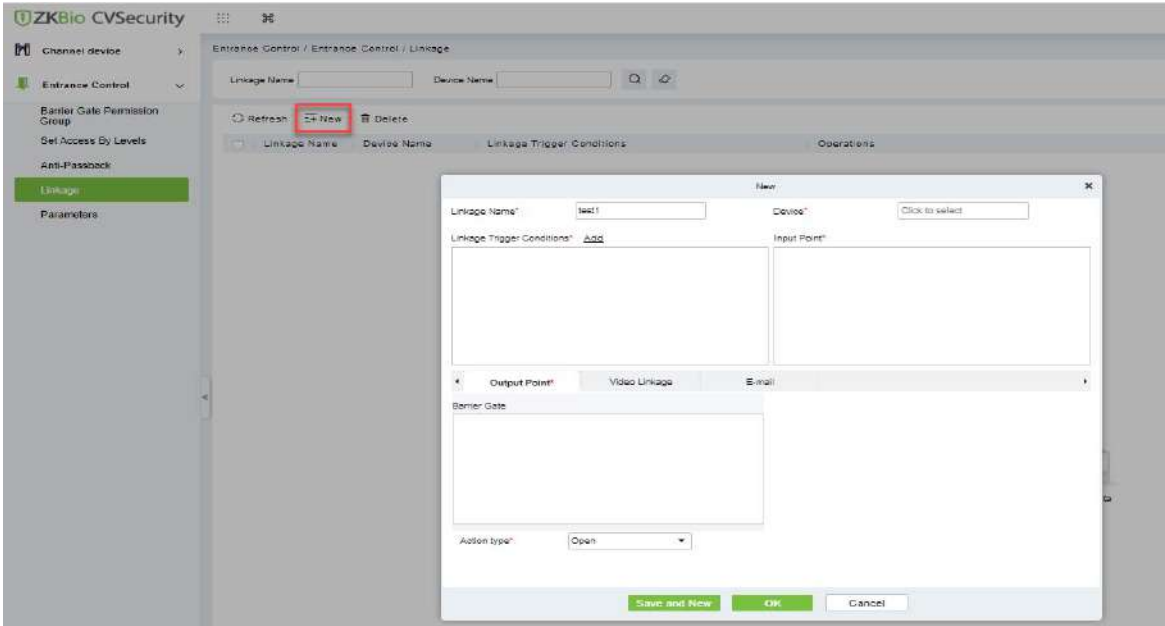 ZKBio CVSecurity
Channel device
Entrance Control / Entrance Control / Linkage
Entrance Control
Linkage Name Device Name
Barrier Gate Permission
Group
Refresh New Delete
Set Access By Levels
Linkage Name Device Name Linkage Trigger Conditions Operations
Anti-Passback
Linkage
Parameters
New
Linkage Name* test1 Device* Click to select
Linkage Trigger Conditions* Add Input Point*
Output Point* Video Linkage E-mail
Barrier Gate
Action type* Open
Save and New OK Cancel